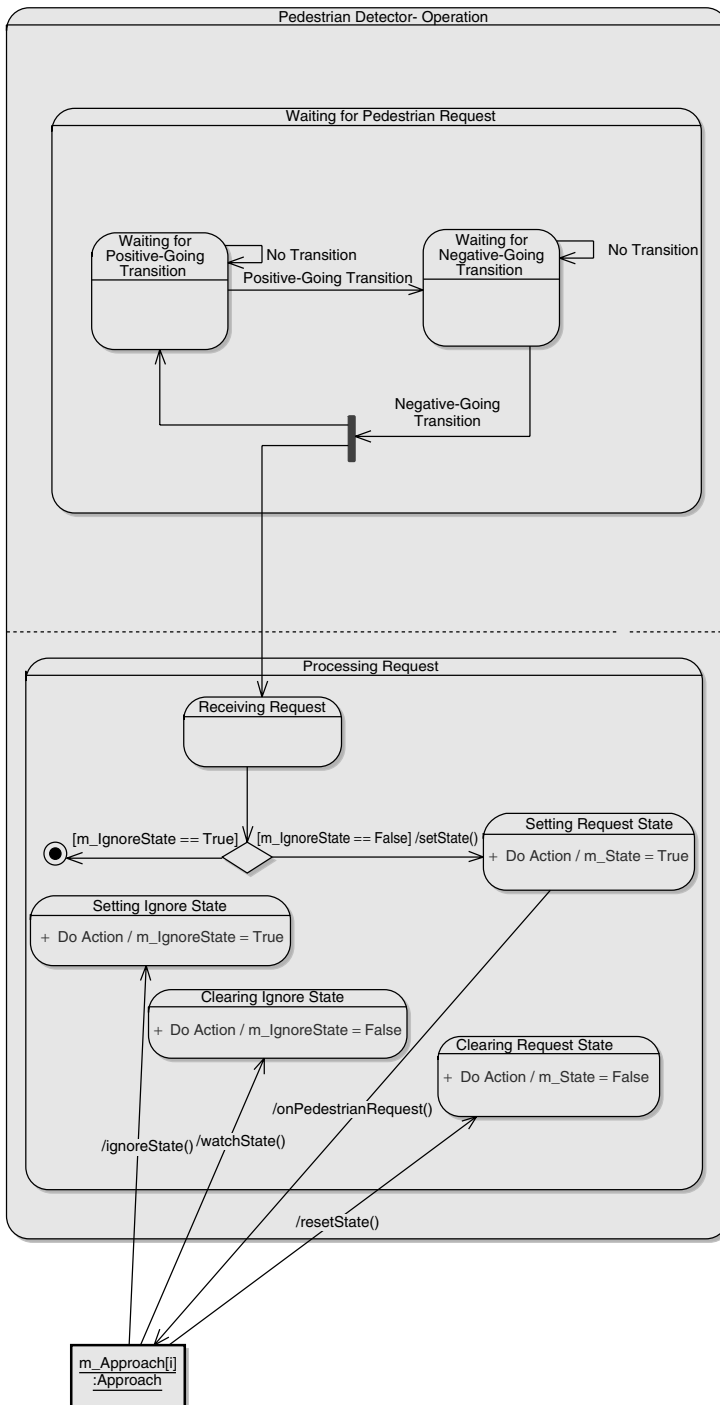 Pedestrian Detector- Operation
Waiting for Pedestrian Request
Waiting for
Positive-Going
Transition
No Transition
Positive-Going Transition
Waiting for
Negative-Going
Transition
No Transition
Negative-Going
Transition
Processing Request
Receiving Request
[m_IgnoreState == True]
[m_IgnoreState == False] /setState()
Setting Request State
+ Do Action / m_State = True
Setting Ignore State
+ Do Action / m_IgnoreState = True
Clearing Ignore State
+ Do Action / m_IgnoreState = False
Clearing Request State
+ Do Action / m_State = False
/onPedestrianRequest()
/ignoreState()
/watchState()
/resetState()
m_Approach[i]
:Approach